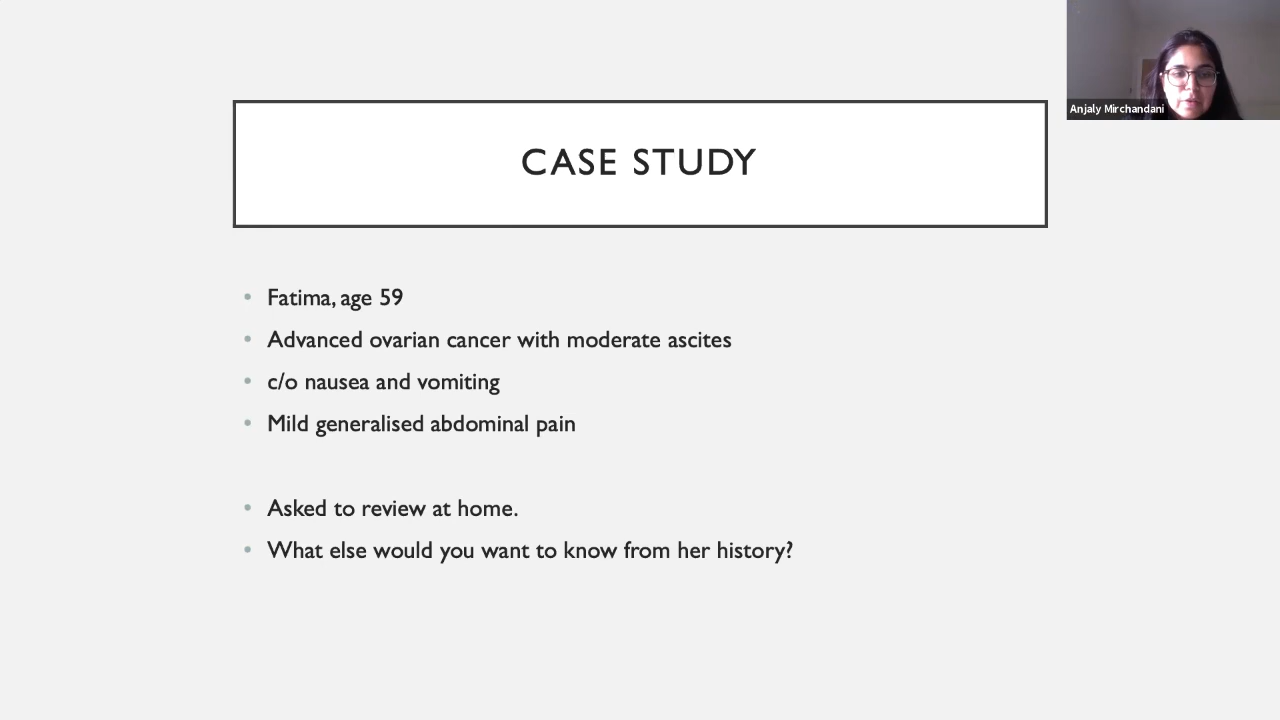 CASE STUDY
• Fatima, age 59
• Advanced ovarian cancer with moderate ascites
• c/o nausea and vomiting
• Mild generalised abdominal pain
• Asked to review at home.
• What else would you want to know from her history?
Anjaly Mirchandani